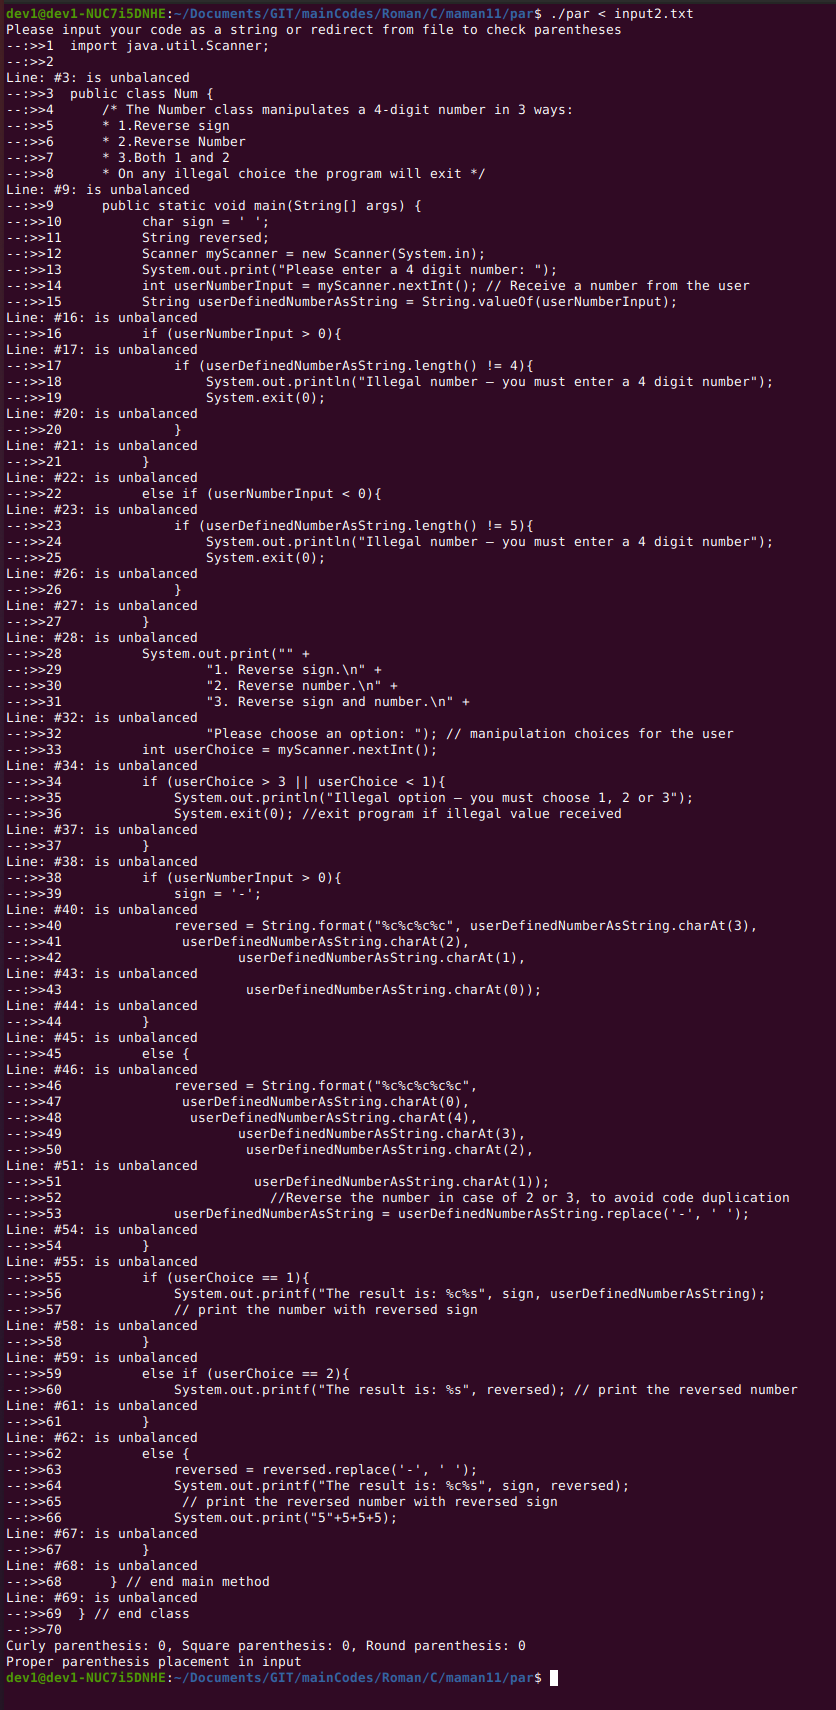 dev1@dev1-NUC7i5DNHE:~/Documents/GIT/mainCodes/Roman/C/maman11/par$ ./par < input2.txt
Please input your code as a string or redirect from file to check parentheses
--:>>1  import java.util.Scanner;
--:>>2
Line: #3: is unbalanced
--:>>3  public class Num {
--:>>4      /* The Number class manipulates a 4-digit number in 3 ways:
--:>>5      * 1.Reverse sign
--:>>6      * 2.Reverse Number
--:>>7      * 3.Both 1 and 2
--:>>8      * On any illegal choice the program will exit */
Line: #9: is unbalanced
--:>>9      public static void main(String[] args) {
--:>>10          char sign = ' ';
--:>>11          String reversed;
--:>>12          Scanner myScanner = new Scanner(System.in);
--:>>13          System.out.print("Please enter a 4 digit number: ");
--:>>14          int userNumberInput = myScanner.nextInt(); // Receive a number from the user
--:>>15          String userDefinedNumberAsString = String.valueOf(userNumberInput);
Line: #16: is unbalanced
--:>>16          if (userNumberInput > 0){
Line: #17: is unbalanced
--:>>17              if (userDefinedNumberAsString.length() != 4){
--:>>18                  System.out.println("Illegal number – you must enter a 4 digit number");
--:>>19                  System.exit(0);
Line: #20: is unbalanced
--:>>20              }
Line: #21: is unbalanced
--:>>21          }
Line: #22: is unbalanced
--:>>22          else if (userNumberInput < 0){
Line: #23: is unbalanced
--:>>23              if (userDefinedNumberAsString.length() != 5){
--:>>24                  System.out.println("Illegal number – you must enter a 4 digit number");
--:>>25                  System.exit(0);
Line: #26: is unbalanced
--:>>26              }
Line: #27: is unbalanced
--:>>27          }
Line: #28: is unbalanced
--:>>28          System.out.print("" +
--:>>29                  "1. Reverse sign.\n" +
--:>>30                  "2. Reverse number.\n" +
--:>>31                  "3. Reverse sign and number.\n" +
Line: #32: is unbalanced
--:>>32                  "Please choose an option: "); // manipulation choices for the user
--:>>33          int userChoice = myScanner.nextInt();
Line: #34: is unbalanced
--:>>34          if (userChoice > 3 || userChoice < 1){
--:>>35              System.out.println("Illegal option – you must choose 1, 2 or 3");
--:>>36              System.exit(0); //exit program if illegal value received
Line: #37: is unbalanced
--:>>37          }
Line: #38: is unbalanced
--:>>38          if (userNumberInput > 0){
--:>>39              sign = '-';
Line: #40: is unbalanced
--:>>40              reversed = String.format("%c%c%c%c", userDefinedNumberAsString.charAt(3),
--:>>41               userDefinedNumberAsString.charAt(2),
--:>>42                      userDefinedNumberAsString.charAt(1),
Line: #43: is unbalanced
--:>>43                       userDefinedNumberAsString.charAt(0));
Line: #44: is unbalanced
--:>>44          }
Line: #45: is unbalanced
--:>>45          else {
Line: #46: is unbalanced
--:>>46              reversed = String.format("%c%c%c%c%c",
--:>>47               userDefinedNumberAsString.charAt(0),
--:>>48                userDefinedNumberAsString.charAt(4),
--:>>49                      userDefinedNumberAsString.charAt(3),
--:>>50                       userDefinedNumberAsString.charAt(2),
Line: #51: is unbalanced
--:>>51                        userDefinedNumberAsString.charAt(1));
--:>>52                          //Reverse the number in case of 2 or 3, to avoid code duplication
--:>>53              userDefinedNumberAsString = userDefinedNumberAsString.replace('-', ' ');
Line: #54: is unbalanced
--:>>54          }
Line: #55: is unbalanced
--:>>55          if (userChoice == 1){
--:>>56              System.out.printf("The result is: %c%s", sign, userDefinedNumberAsString);
--:>>57              // print the number with reversed sign
Line: #58: is unbalanced
--:>>58          }
Line: #59: is unbalanced
--:>>59          else if (userChoice == 2){
--:>>60              System.out.printf("The result is: %s", reversed); // print the reversed number
Line: #61: is unbalanced
--:>>61          }
Line: #62: is unbalanced
--:>>62          else {
--:>>63              reversed = reversed.replace('-', ' ');
--:>>64              System.out.printf("The result is: %c%s", sign, reversed);
--:>>65               // print the reversed number with reversed sign
--:>>66              System.out.print("5"+5+5+5);
Line: #67: is unbalanced
--:>>67          }
Line: #68: is unbalanced
--:>>68      } // end main method
Line: #69: is unbalanced
--:>>69  } // end class
--:>>70
Curly parenthesis: 0, Square parenthesis: 0, Round parenthesis: 0
Proper parenthesis placement in input
dev1@dev1-NUC7i5DNHE:~/Documents/GIT/mainCodes/Roman/C/maman11/par$